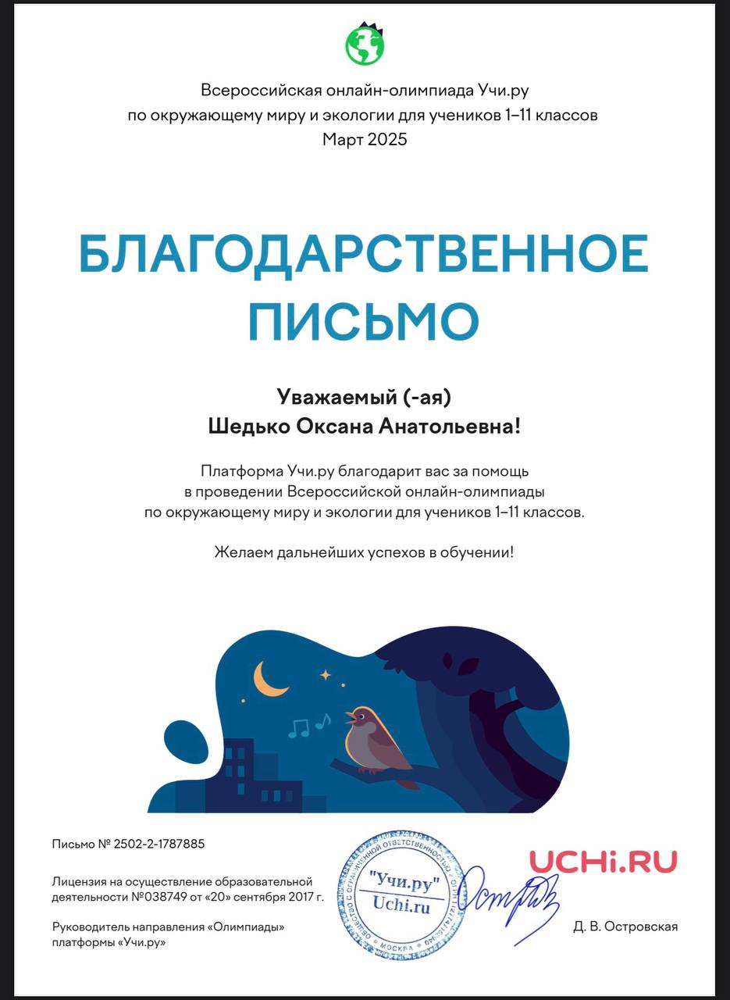 Всероссийская онлайн-олимпиада Учи.ру
по окружающему миру и экологии для учеников 1–11 классов
Март 2025
БЛАГОДАРСТВЕННОЕ
ПИСЬМО
Уважаемый (-ая)
Шедько Оксана Анатольевна!
Платформа Учи.ру благодарит вас за помощь
в проведении Всероссийской онлайн-олимпиады
по окружающему миру и экологии для учеников 1–11 классов.
Желаем дальнейших успехов в обучении!
Письмо № 2502-2-1787885
Лицензия на осуществление образовательной
деятельности №038749 от «20» сентября 2017 г.
Руководитель направления «Олимпиады»
платформы «Учи.ру»
ОБЩЕСТВО С ОГРАНИЧЕННОЙ ОТВЕТСТВЕННОСТЬЮ
МОСКВА
"Учи.ру"
Uchi.ru
UCHi.RU
Д. В. Островская